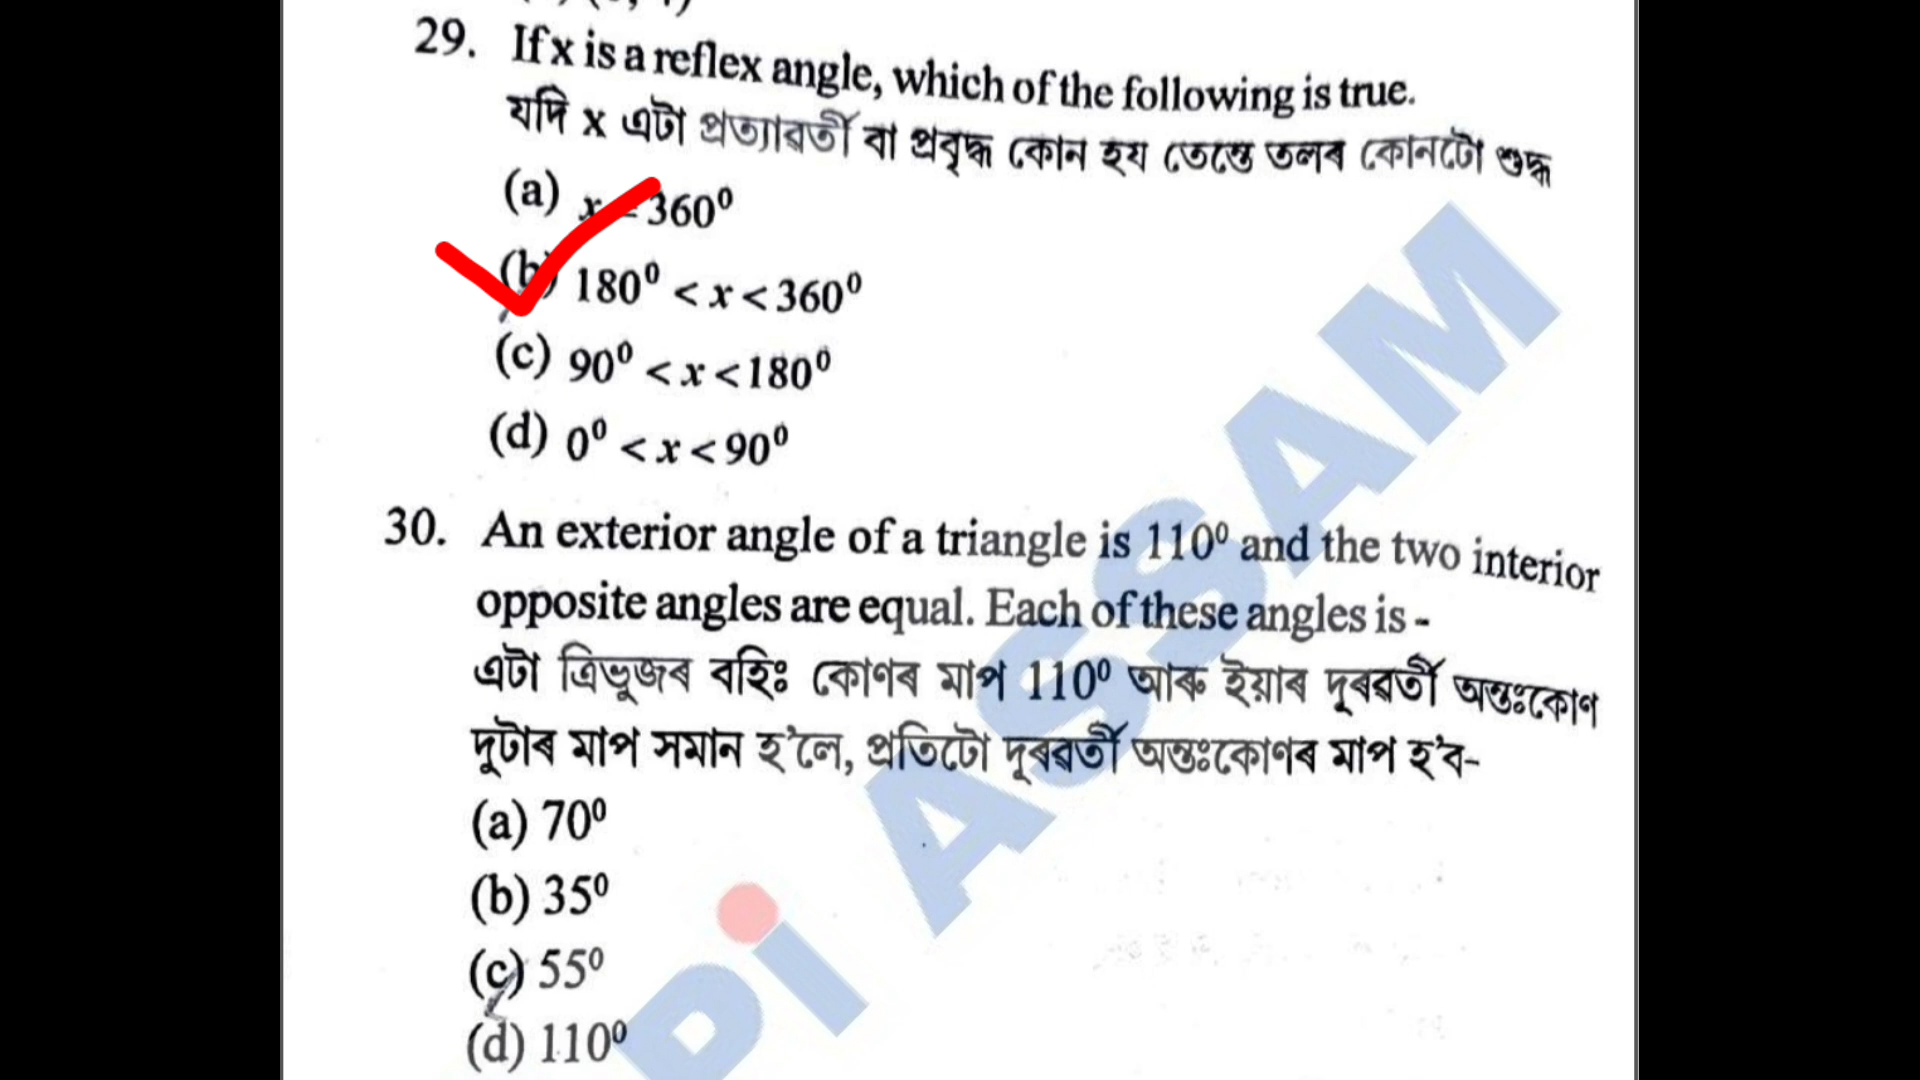 29. If x is a reflex angle, which of the following is true.
যদি x এটা প্ৰত্যাৱৰ্তী বা প্ৰবৃদ্ধ কোন হয তেন্তে তলৰ কোনটো শুদ্ধ
(a) x = 360⁰
(b) 180⁰ < x < 360⁰
(c) 90⁰ < x < 180⁰
(d) 0⁰ < x < 90⁰
30. An exterior angle of a triangle is 110⁰ and the two interior
opposite angles are equal. Each of these angles is -
এটা ত্ৰিভুজৰ বহিঃ কোণৰ মাপ 110⁰ আৰু ইয়াৰ দূৰৱৰ্তী অন্তঃকোণ
দুটাৰ মাপ সমান হ'লে, প্ৰতিটো দূৰৱৰ্তী অন্তঃকোণৰ মাপ হ'ব-
(a) 70⁰
(b) 35⁰
(c) 55⁰
(d) 110⁰
Pi ASSAM